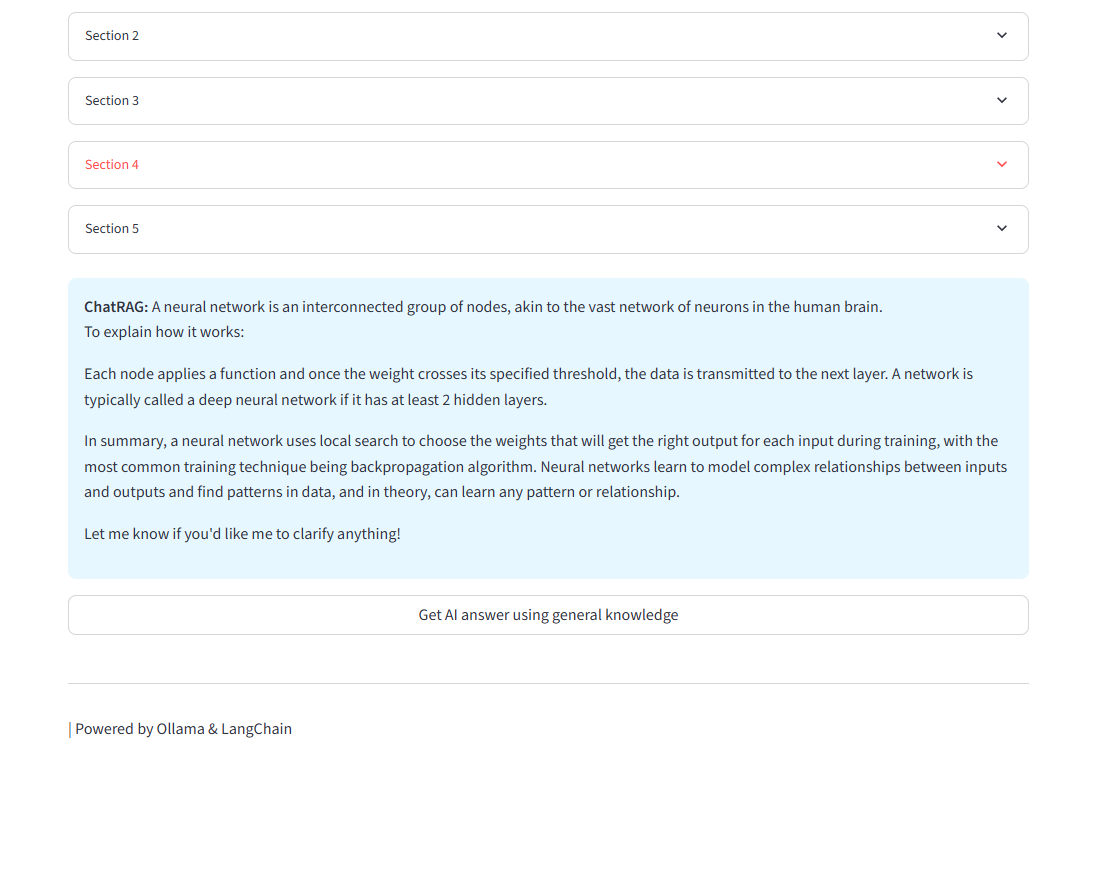 Section 2
Section 3
Section 4
Section 5
ChatRAG: A neural network is an interconnected group of nodes, akin to the vast network of neurons in the human brain.
To explain how it works:
Each node applies a function and once the weight crosses its specified threshold, the data is transmitted to the next layer. A network is
typically called a deep neural network if it has at least 2 hidden layers.
In summary, a neural network uses local search to choose the weights that will get the right output for each input during training, with the
most common training technique being backpropagation algorithm. Neural networks learn to model complex relationships between inputs
and outputs and find patterns in data, and in theory, can learn any pattern or relationship.
Let me know if you'd like me to clarify anything!
Get AI answer using general knowledge
Powered by Ollama & LangChain